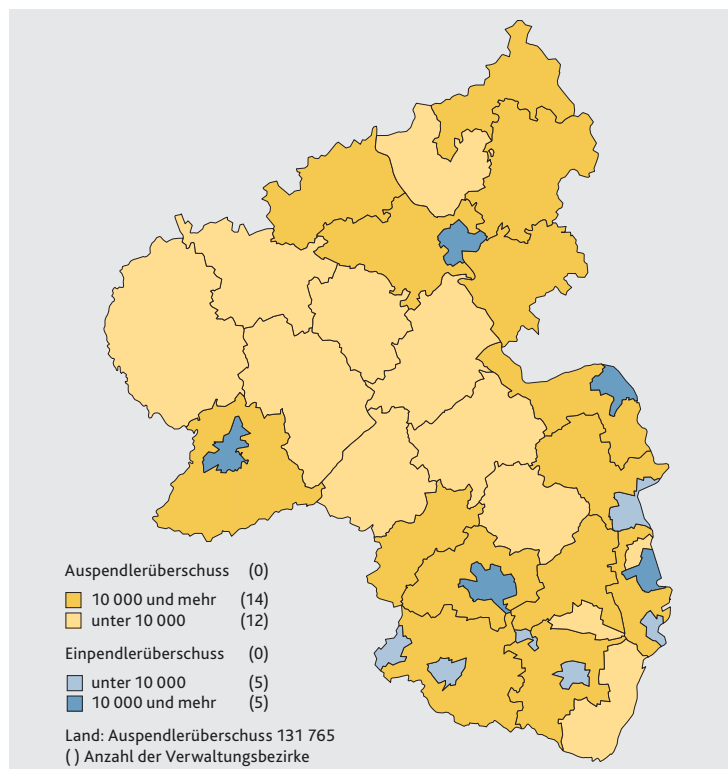 Auspendlerüberschuss (0)
10 000 und mehr (14)
unter 10 000 (12)
Einpendlerüberschuss (0)
unter 10 000 (5)
10 000 und mehr (5)
Land: Auspendlerüberschuss 131 765
( ) Anzahl der Verwaltungsbezirke